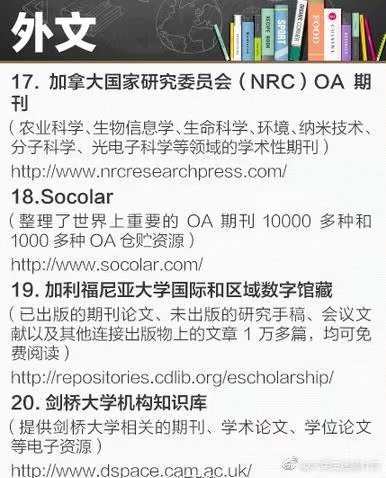 外文
17. 加拿大国家研究委员会（NRC）OA 期
刊
（农业科学、生物信息学、生命科学、环境、纳米技术、
分子科学、光电子科学等领域的学术性期刊）
http://www.nrcresearchpress.com/
18.Socolar
（整理了世界上重要的 OA 期刊 10000 多种和
1000 多种 OA 仓贮资源）
http://www.socolar.com/
19. 加利福尼亚大学国际和区域数字馆藏
（已出版的期刊论文、未出版的研究手稿、会议文
献以及其他连接出版物上的文章 1 万多篇，均可免
费阅读）
http://repositories.cdlib.org/escholarship/
20. 剑桥大学机构知识库
（提供剑桥大学相关的期刊、学术论文、学位论文
等电子资源）
http://www.dspace.cam.ac.uk/
SPORT
FOOD